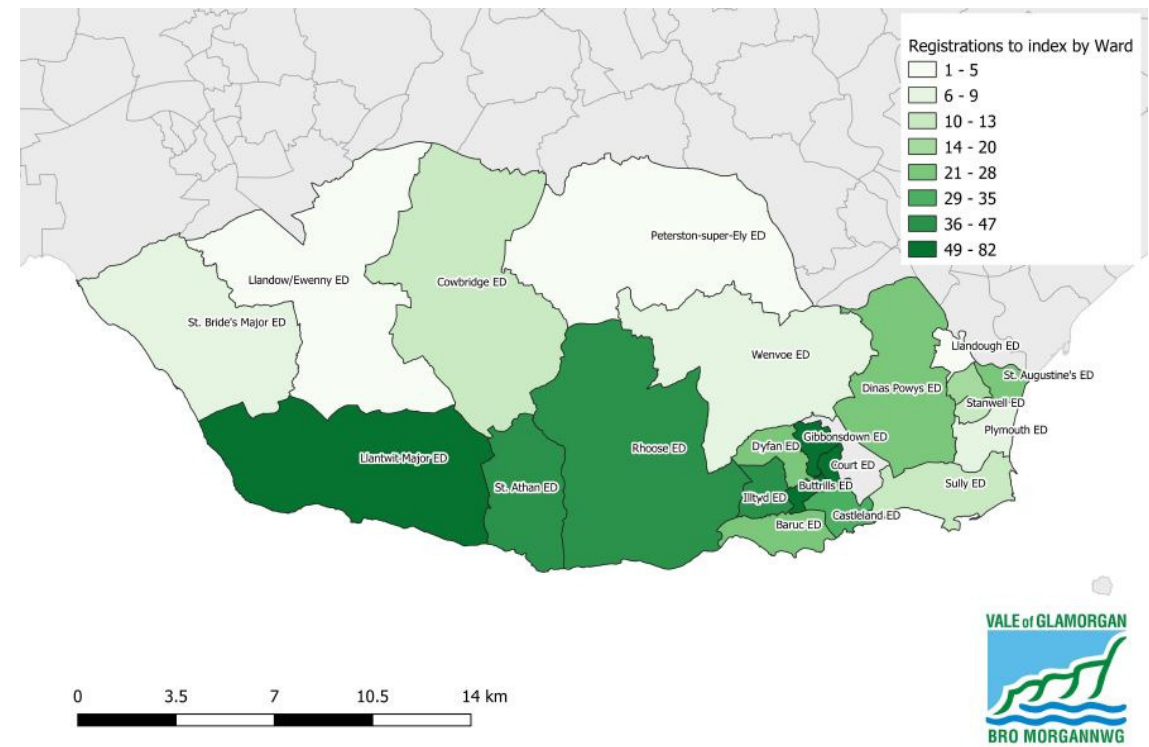 Registrations to index by Ward
1 - 5
6 - 9
10 - 13
14 - 20
21 - 28
29 - 35
36 - 47
49 - 82
Peterston-super-Ely ED
Llandow/Ewenny ED
Cowbridge ED
St. Bride's Major ED
Llandough ED
Wenvoe ED
St. Augustine's ED
Dinas Powys ED
Stanwell ED
Plymouth ED
Gibbonsdown ED
Dyfan ED
Rhoose ED
Llantwit Major ED
Court ED
St. Athan ED
Buttrills ED
Sully ED
Illtyd ED
Castleland ED
Baruc ED
0 3.5 7 10.5 14 km
VALE of GLAMORGAN
BRO MORGANNWG